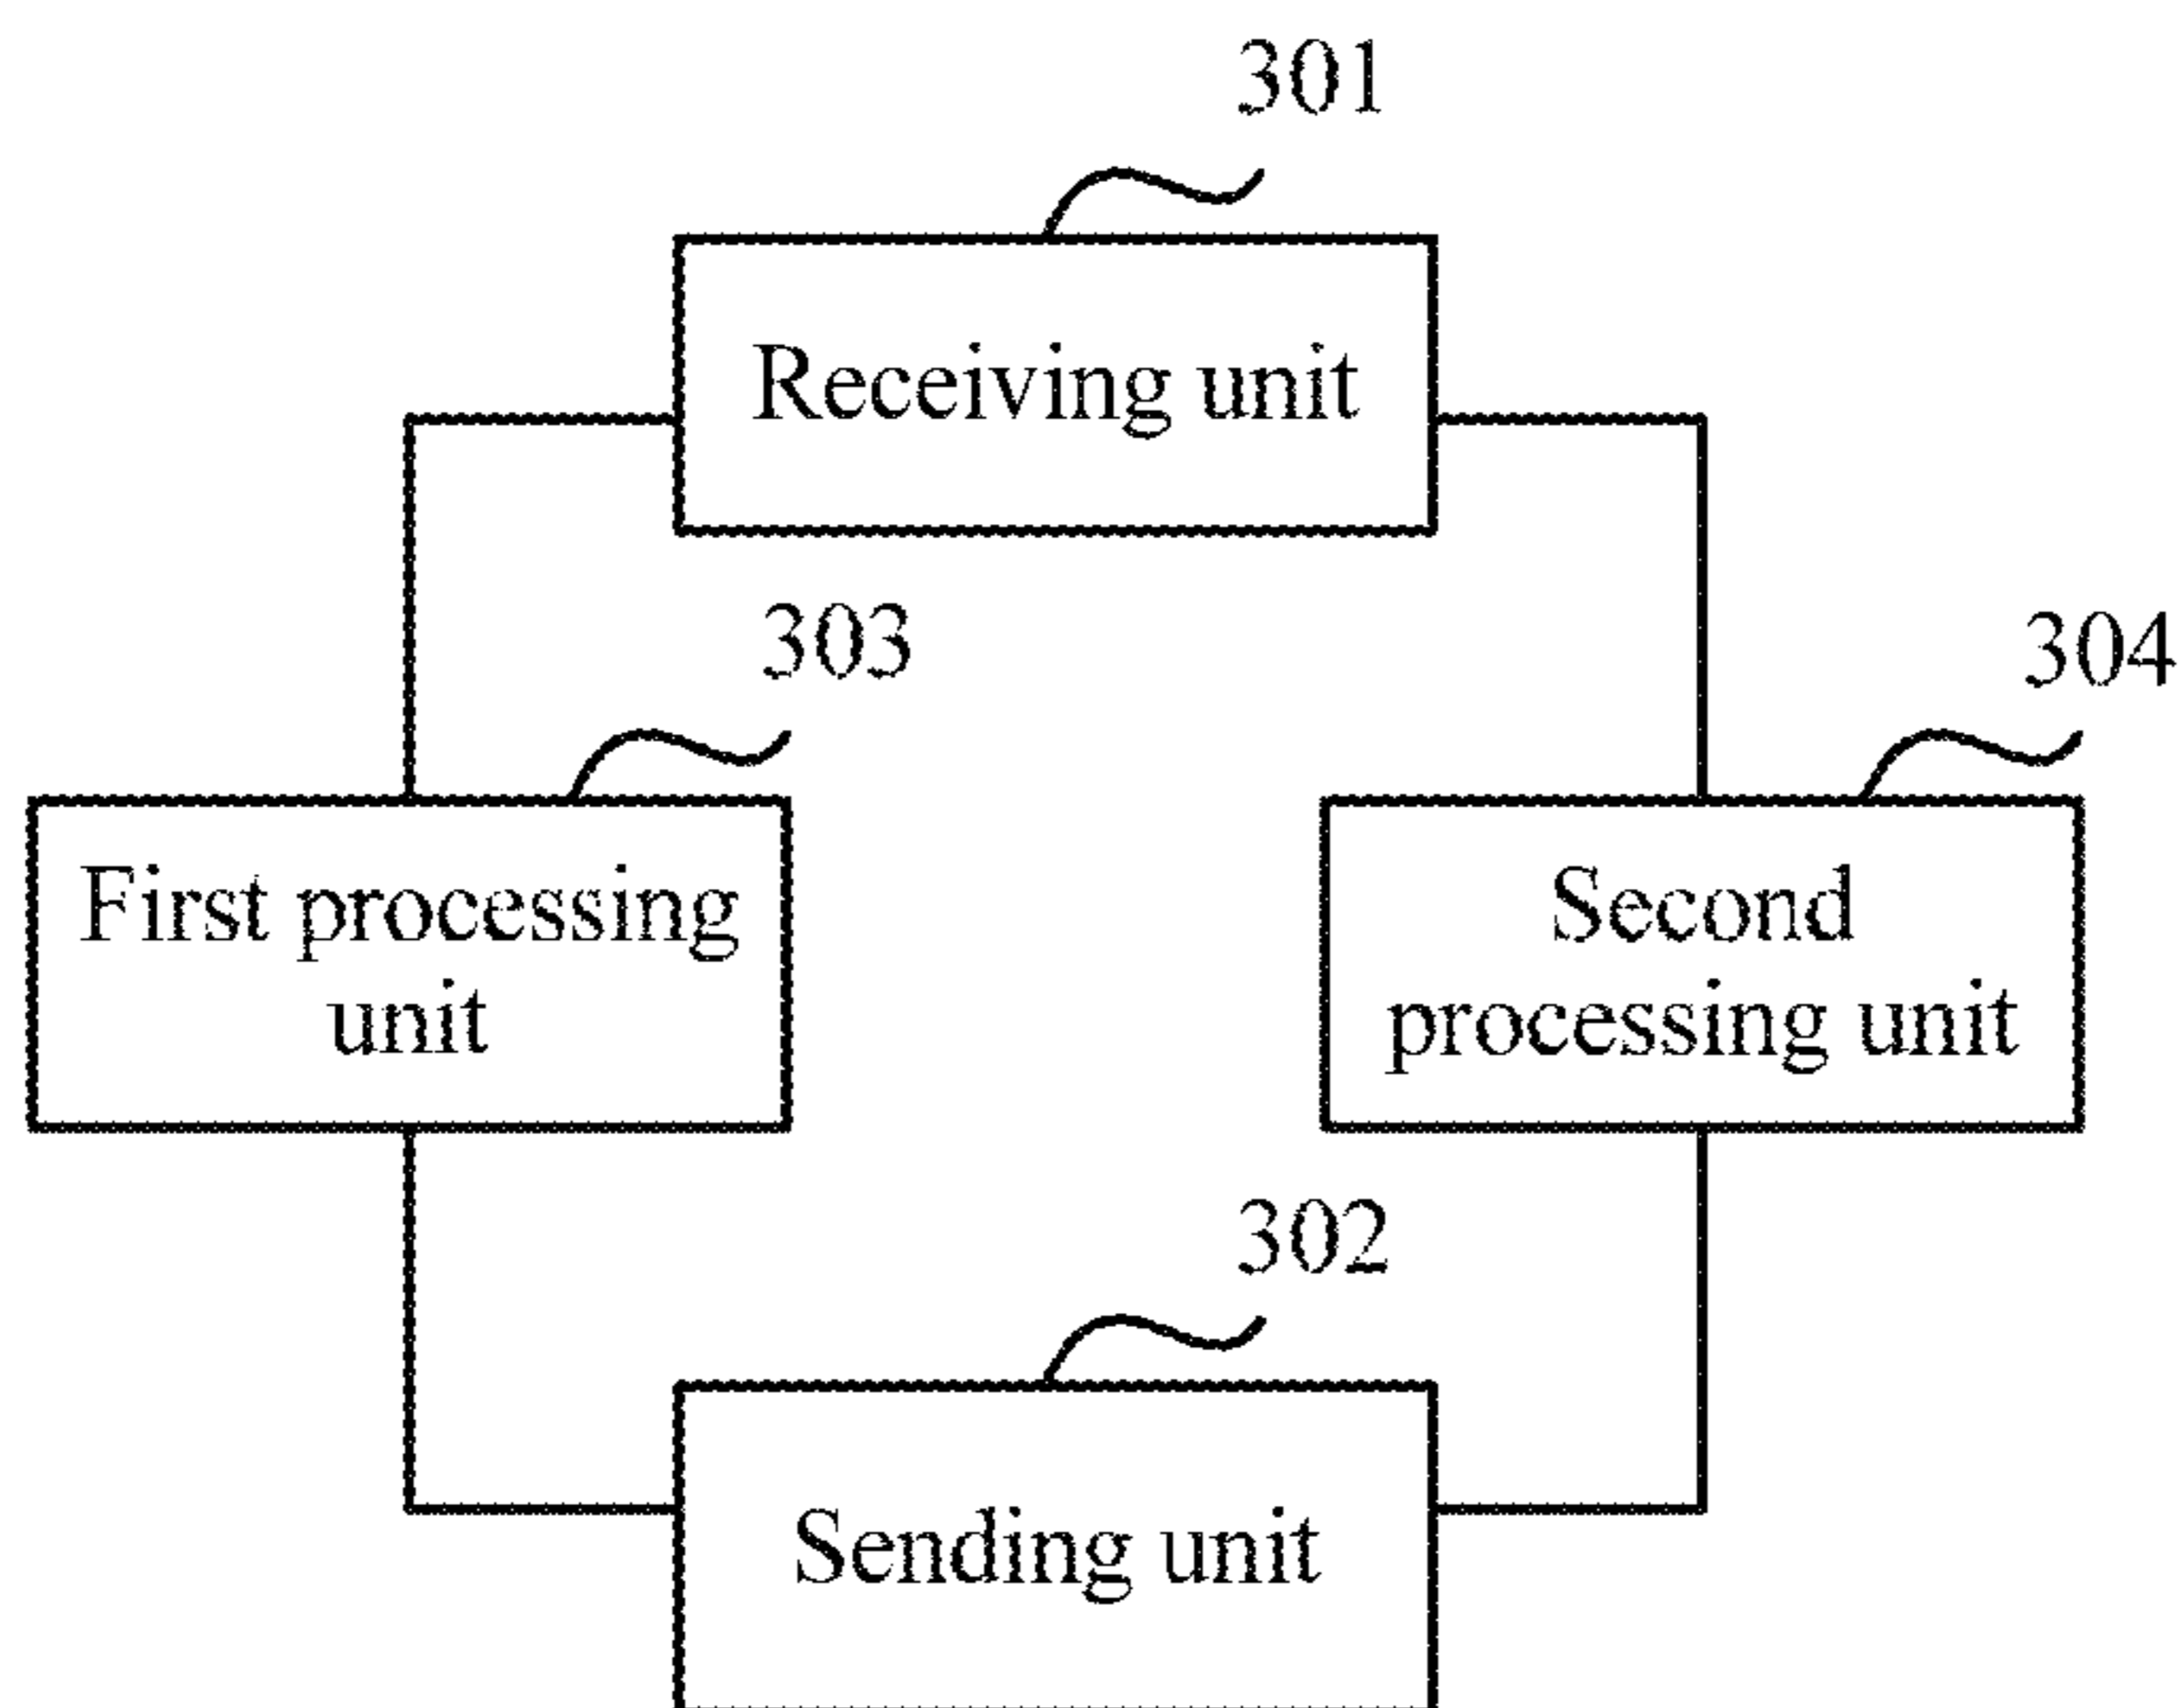 301
Receiving unit
303
304
First processing
unit
Second
processing unit
302
Sending unit